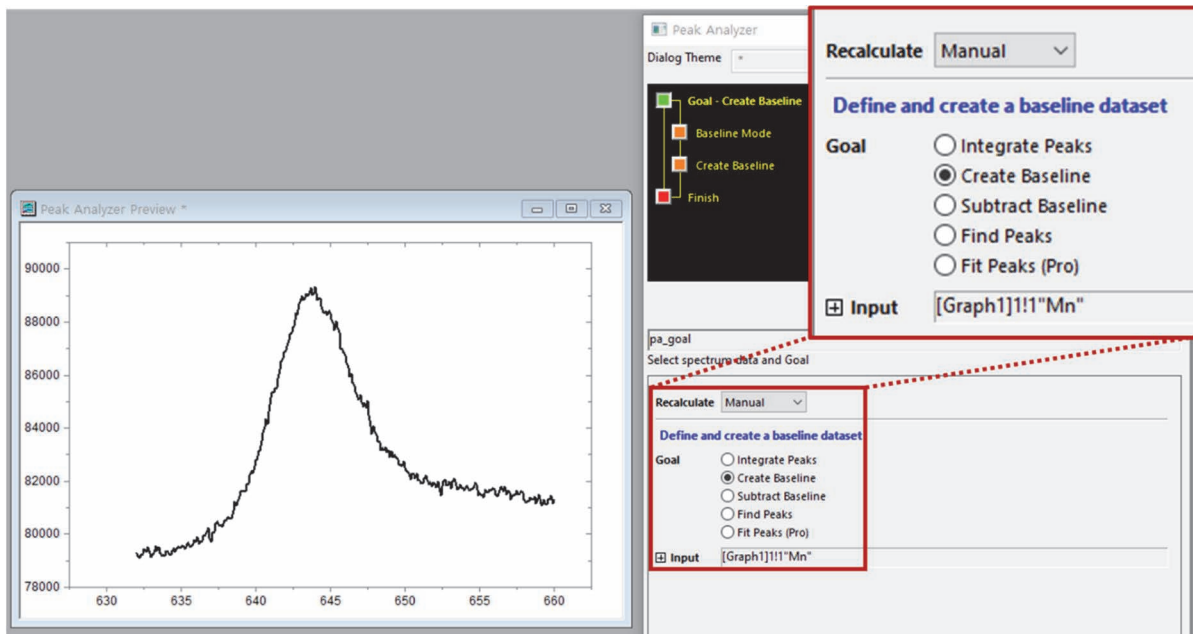 Peak Analyzer
Dialog Theme *
Goal - Create Baseline
Baseline Mode
Create Baseline
Finish
Recalculate Manual
Define and create a baseline dataset
Goal
Integrate Peaks
Create Baseline
Subtract Baseline
Find Peaks
Fit Peaks (Pro)
Input [Graph1]1!1"Mn"
Peak Analyzer Preview *
90000
88000
86000
84000
82000
80000
78000
630 635 640 645 650 655 660
pa_goal
Select spectrum data and Goal
Recalculate Manual
Define and create a baseline dataset
Goal
Integrate Peaks
Create Baseline
Subtract Baseline
Find Peaks
Fit Peaks (Pro)
Input [Graph1]1!1"Mn"